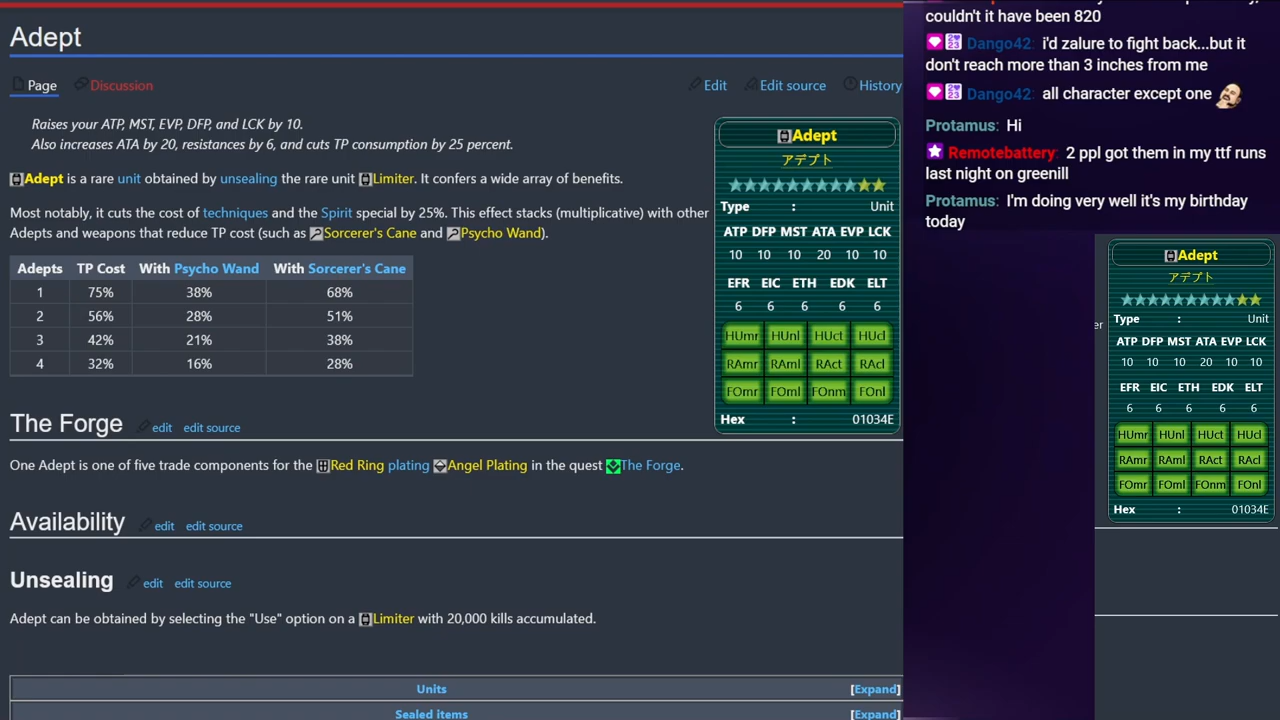 Adept
Page
Discussion
Edit
Edit source
History
Raises your ATP, MST, EVP, DFP, and LCK by 10.
Also increases ATA by 20, resistances by 6, and cuts TP consumption by 25 percent.
Adept is a rare unit obtained by unsealing the rare unit Limiter. It confers a wide array of benefits.
Most notably, it cuts the cost of techniques and the Spirit special by 25%. This effect stacks (multiplicative) with other
Adepts and weapons that reduce TP cost (such as Sorcerer's Cane and Psycho Wand).
Adepts TP Cost With Psycho Wand With Sorcerer's Cane
1 75% 38% 68%
2 56% 28% 51%
3 42% 21% 38%
4 32% 16% 28%
Adept
アデプト
★★★★★★★★★★★
Type : Unit
ATP DFP MST ATA EVP LCK
10 10 10 20 10 10
EFR EIC ETH EDK ELT
6 6 6 6 6
HUmr HUnl HUct HUcl
RAmr RAml RAct RAcl
FOmr FOml FOnm FOnl
Hex : 01034E
The Forge
edit edit source
One Adept is one of five trade components for the Red Ring plating Angel Plating in the quest The Forge.
Availability
edit edit source
Unsealing
edit edit source
Adept can be obtained by selecting the "Use" option on a Limiter with 20,000 kills accumulated.
Units [Expand]
Sealed items [Expand]
couldn't it have been 820
Dango42: i'd zalure to fight back...but it
don't reach more than 3 inches from me
Dango42: all character except one
Protamus: Hi
Remotebattery: 2 ppl got them in my ttf runs
last night on greenill
Protamus: I'm doing very well it's my birthday
today
er
Adept
アデプト
★★★★★★★★★★★
Type : Unit
ATP DFP MST ATA EVP LCK
10 10 10 20 10 10
EFR EIC ETH EDK ELT
6 6 6 6 6
HUmr HUnl HUct HUcl
RAmr RAml RAct RAcl
FOmr FOml FOnm FOnl
Hex : 01034E